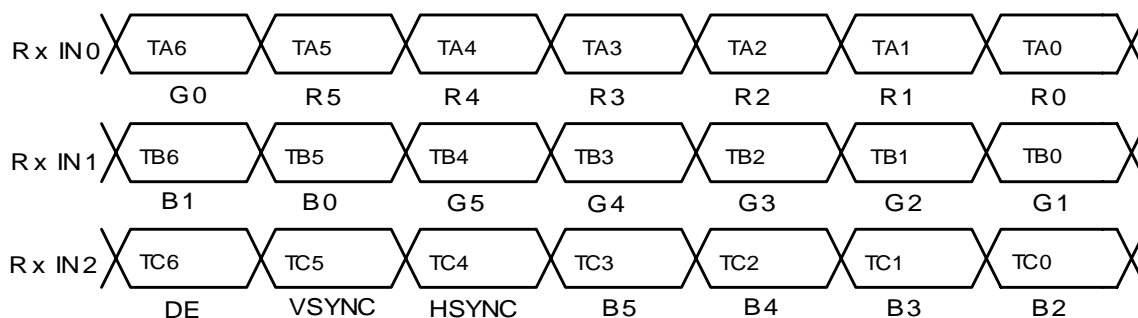 Rx IN0 TA6 TA5 TA4 TA3 TA2 TA1 TA0
G0 R5 R4 R3 R2 R1 R0
Rx IN1 TB6 TB5 TB4 TB3 TB2 TB1 TB0
B1 B0 G5 G4 G3 G2 G1
Rx IN2 TC6 TC5 TC4 TC3 TC2 TC1 TC0
DE VSYNC HSYNC B5 B4 B3 B2